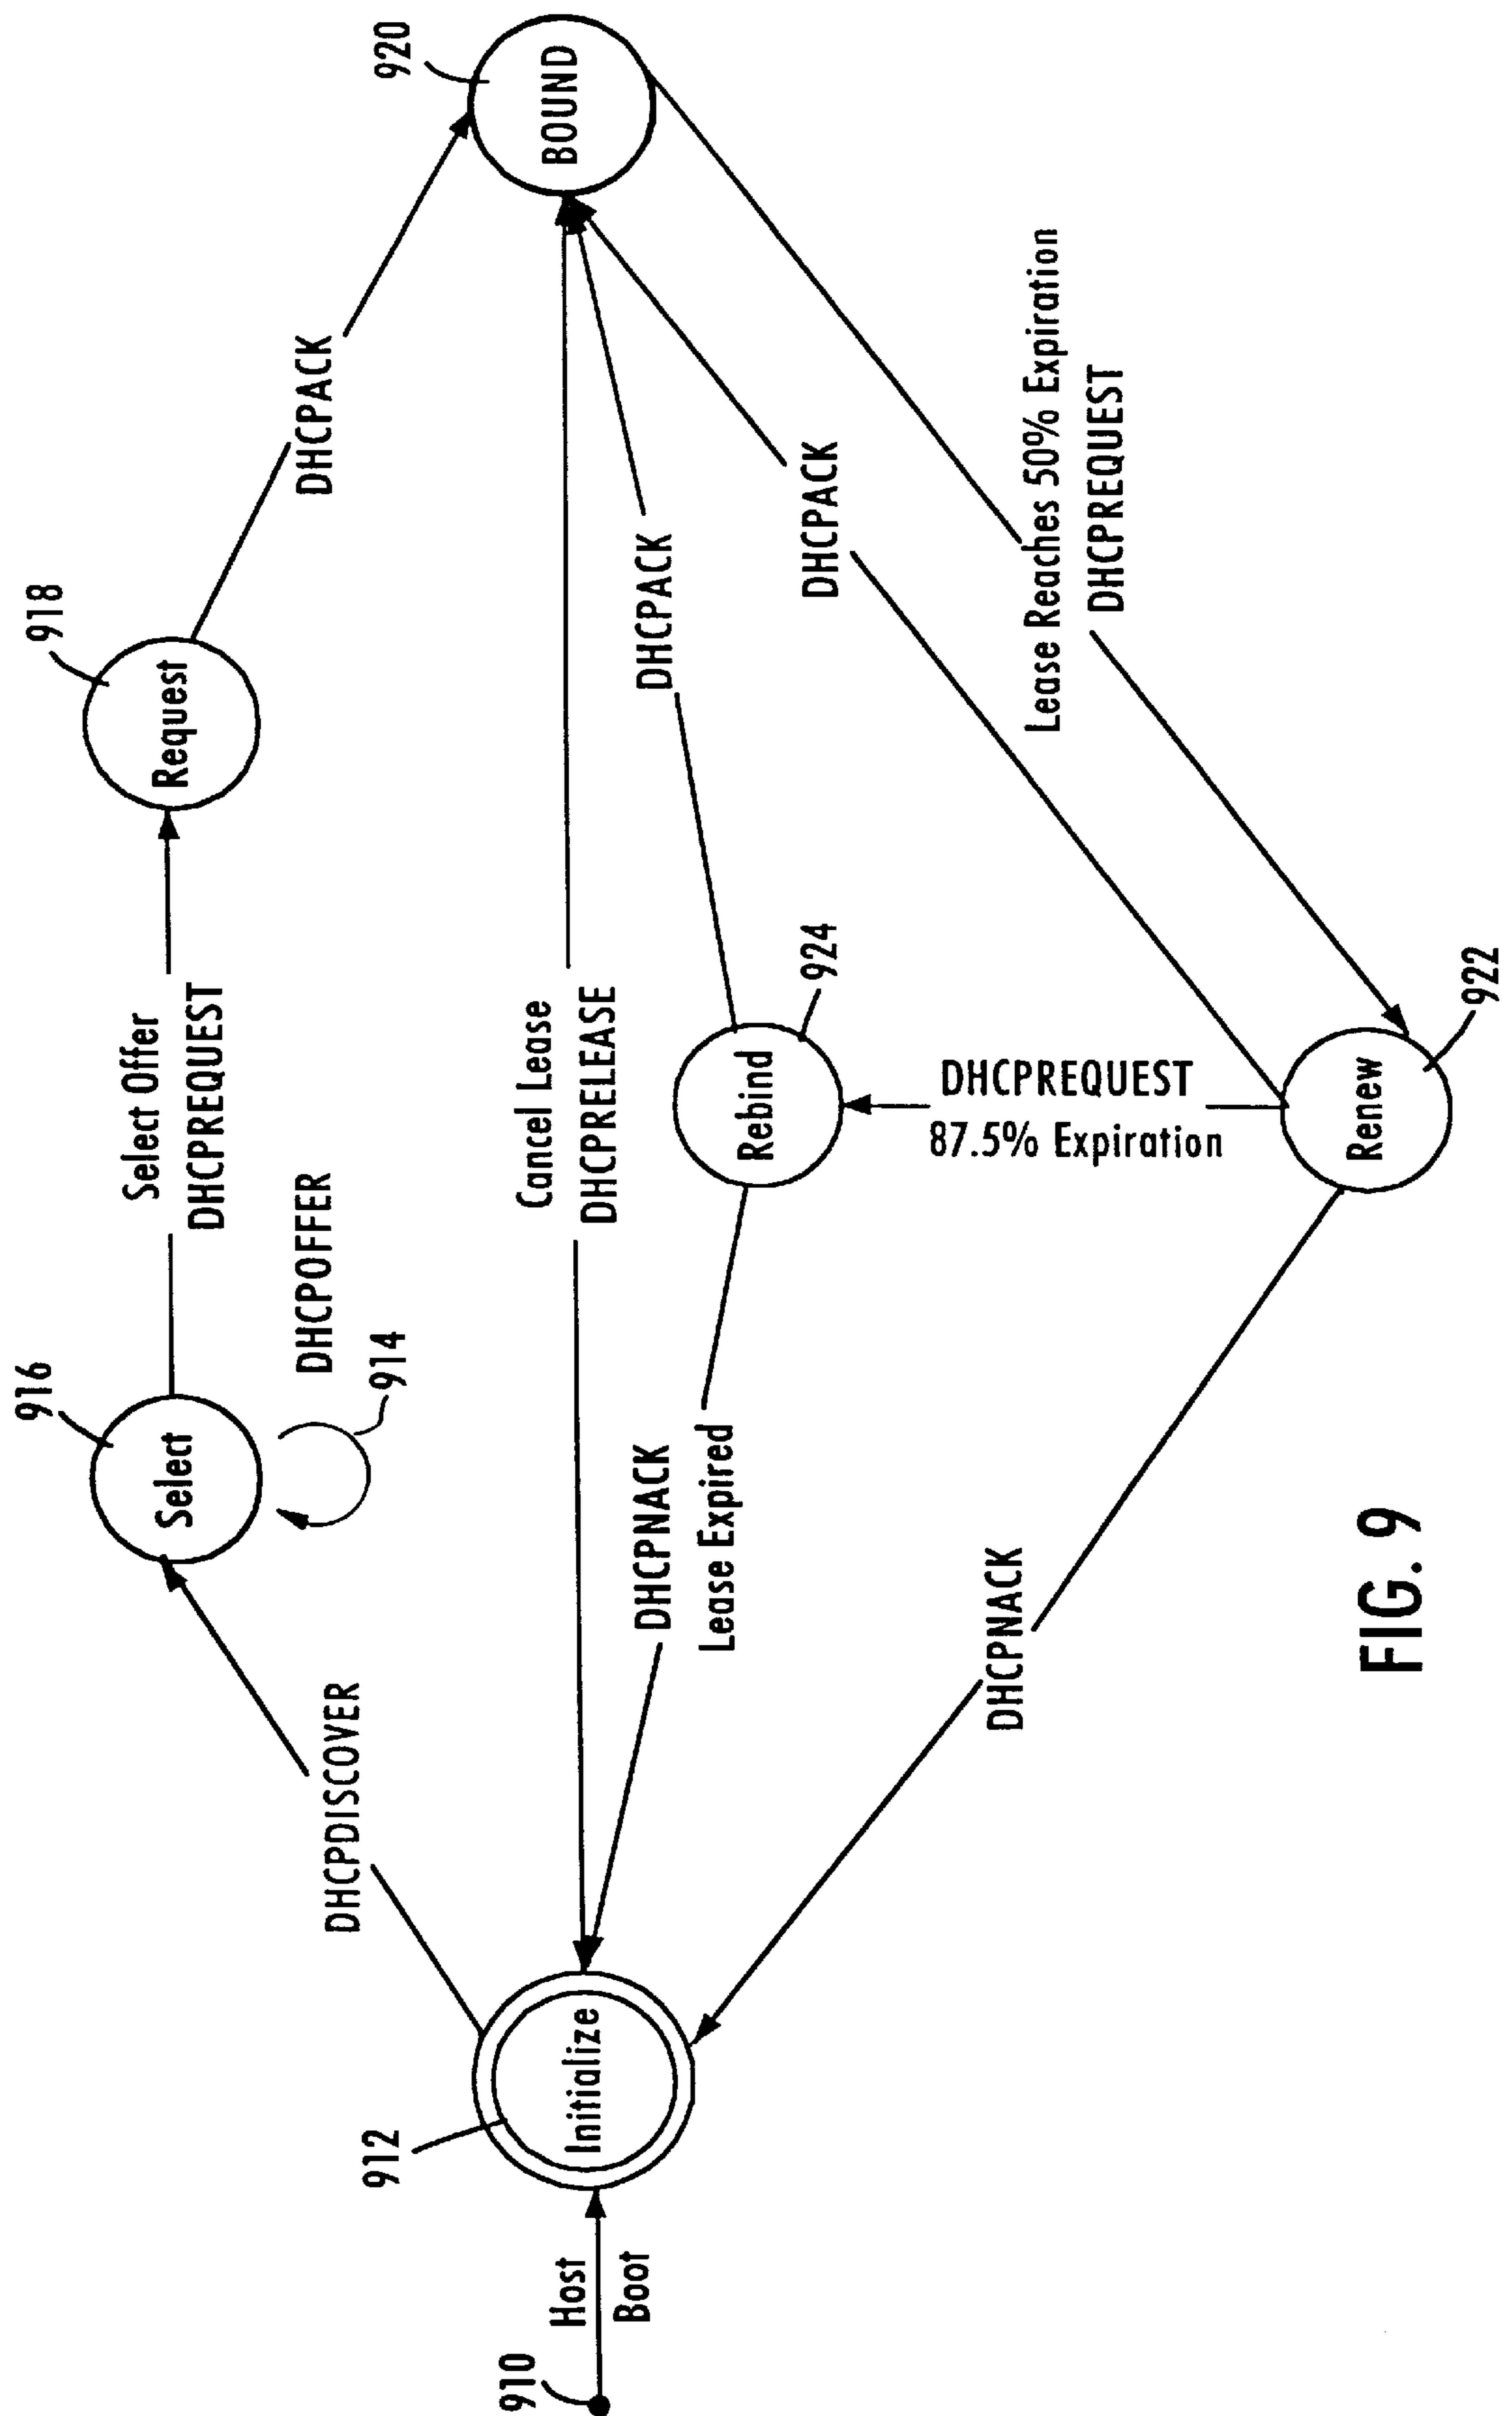 910
Host
Boot
912
Initialize
DHCPDISCOVER
916
Select
DHCPOFFER
914
Select Offer
DHCPREQUEST
918
Request
DHCPACK
920
BOUND
Cancel Lease
DHCPRELEASE
DHCPNACK
Lease Expired
Rebind
924
DHCPACK
DHCPREQUEST
87.5% Expiration
DHCPACK
Lease Reaches 50% Expiration
DHCPREQUEST
DHCPNACK
Renew
922
FIG. 9